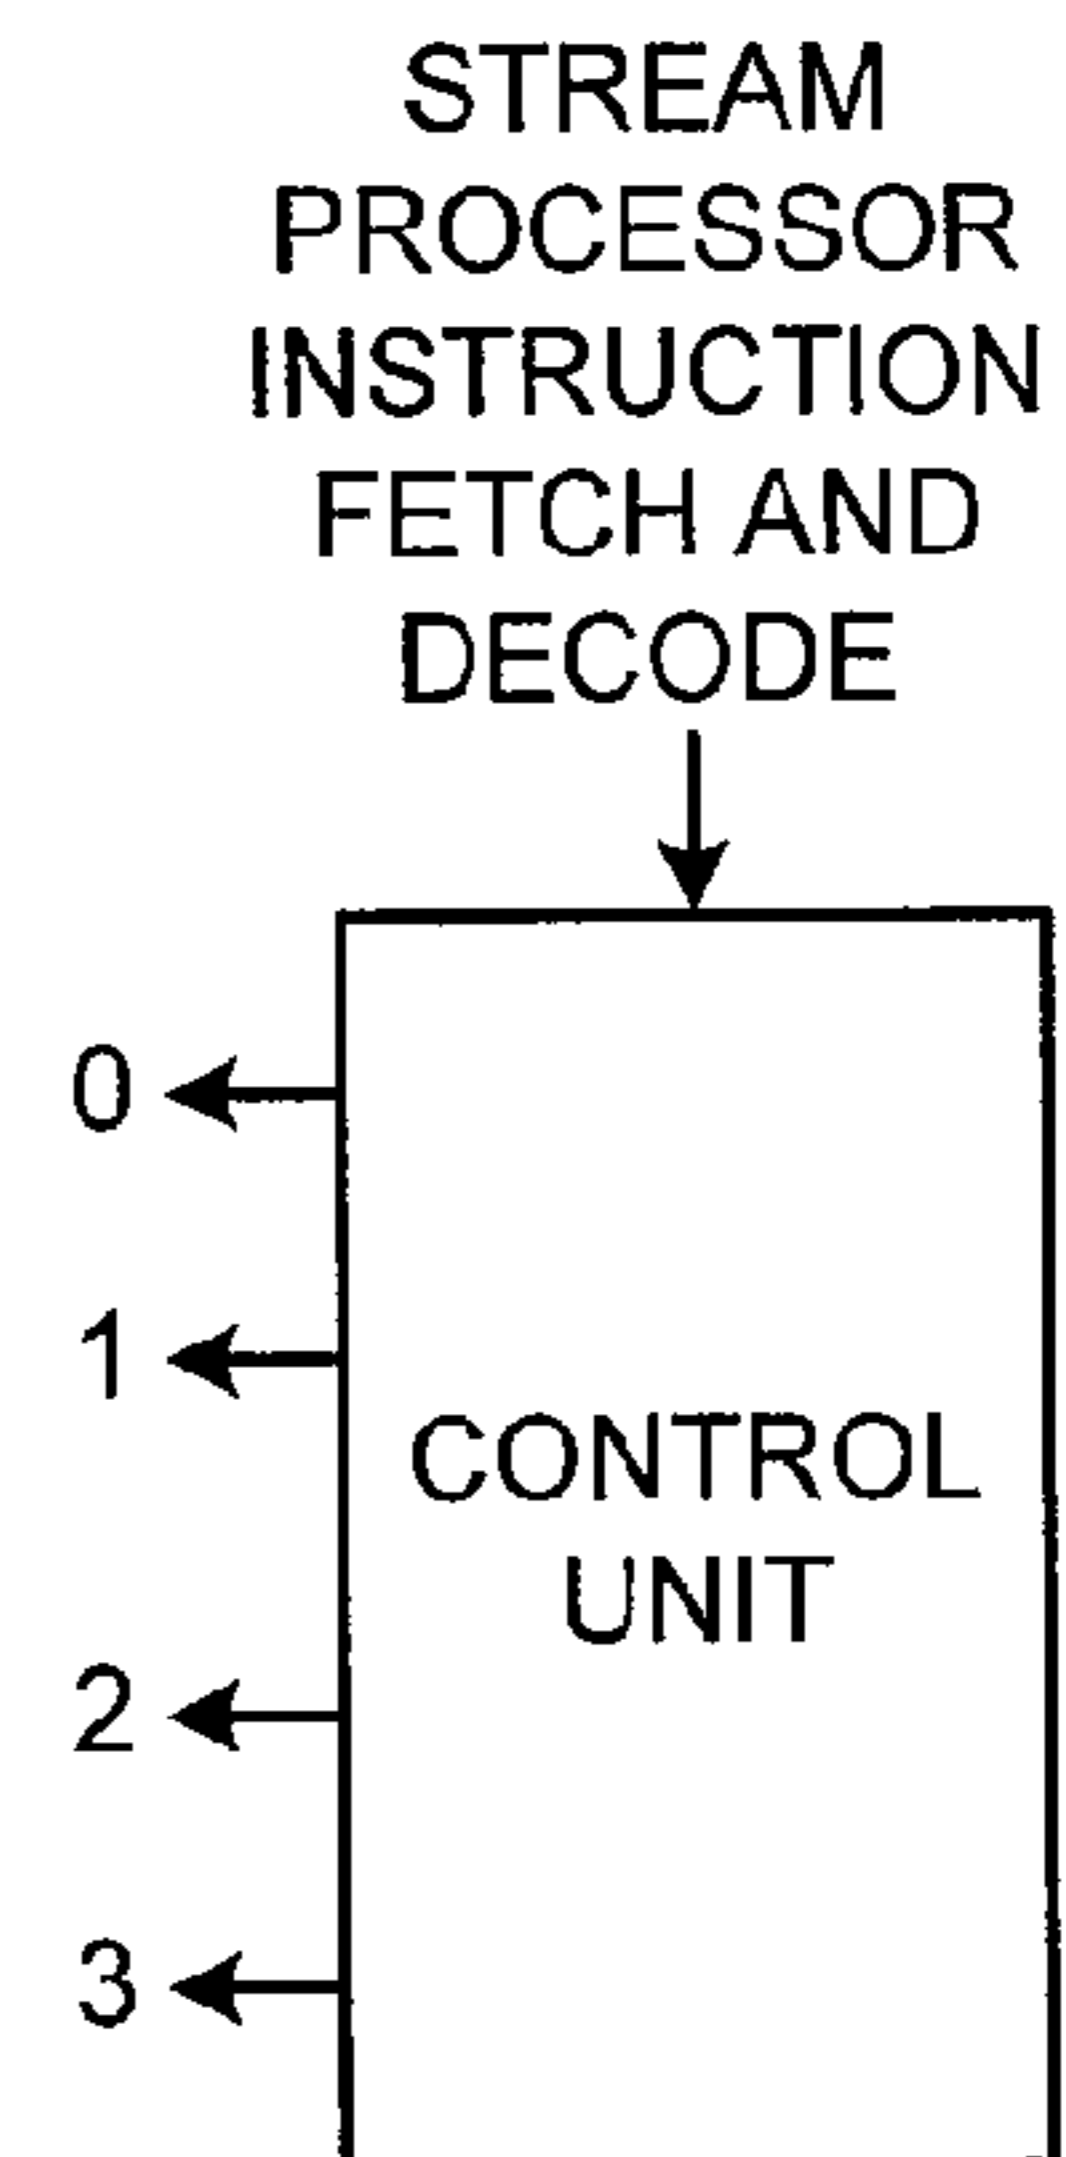 STREAM
PROCESSOR
INSTRUCTION
FETCH AND
DECODE
0
1
CONTROL
UNIT
2
3